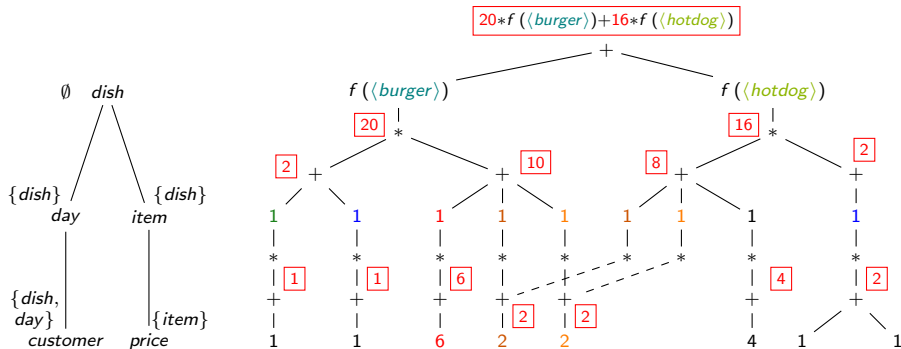 20*f(⟨burger⟩)+16*f(⟨hotdog⟩)
+
∅ dish f(⟨burger⟩) f(⟨hotdog⟩)
20 * 16 *
2 + + 10 8 + 2 +
{dish} {dish}
day item 1 1 1 1 1 1 1 1 1
* * * * * * * * *
1 1 6 4 2
{dish, + + + + + + +
day} {item} 2 2
customer price 1 1 6 2 2 4 1 1